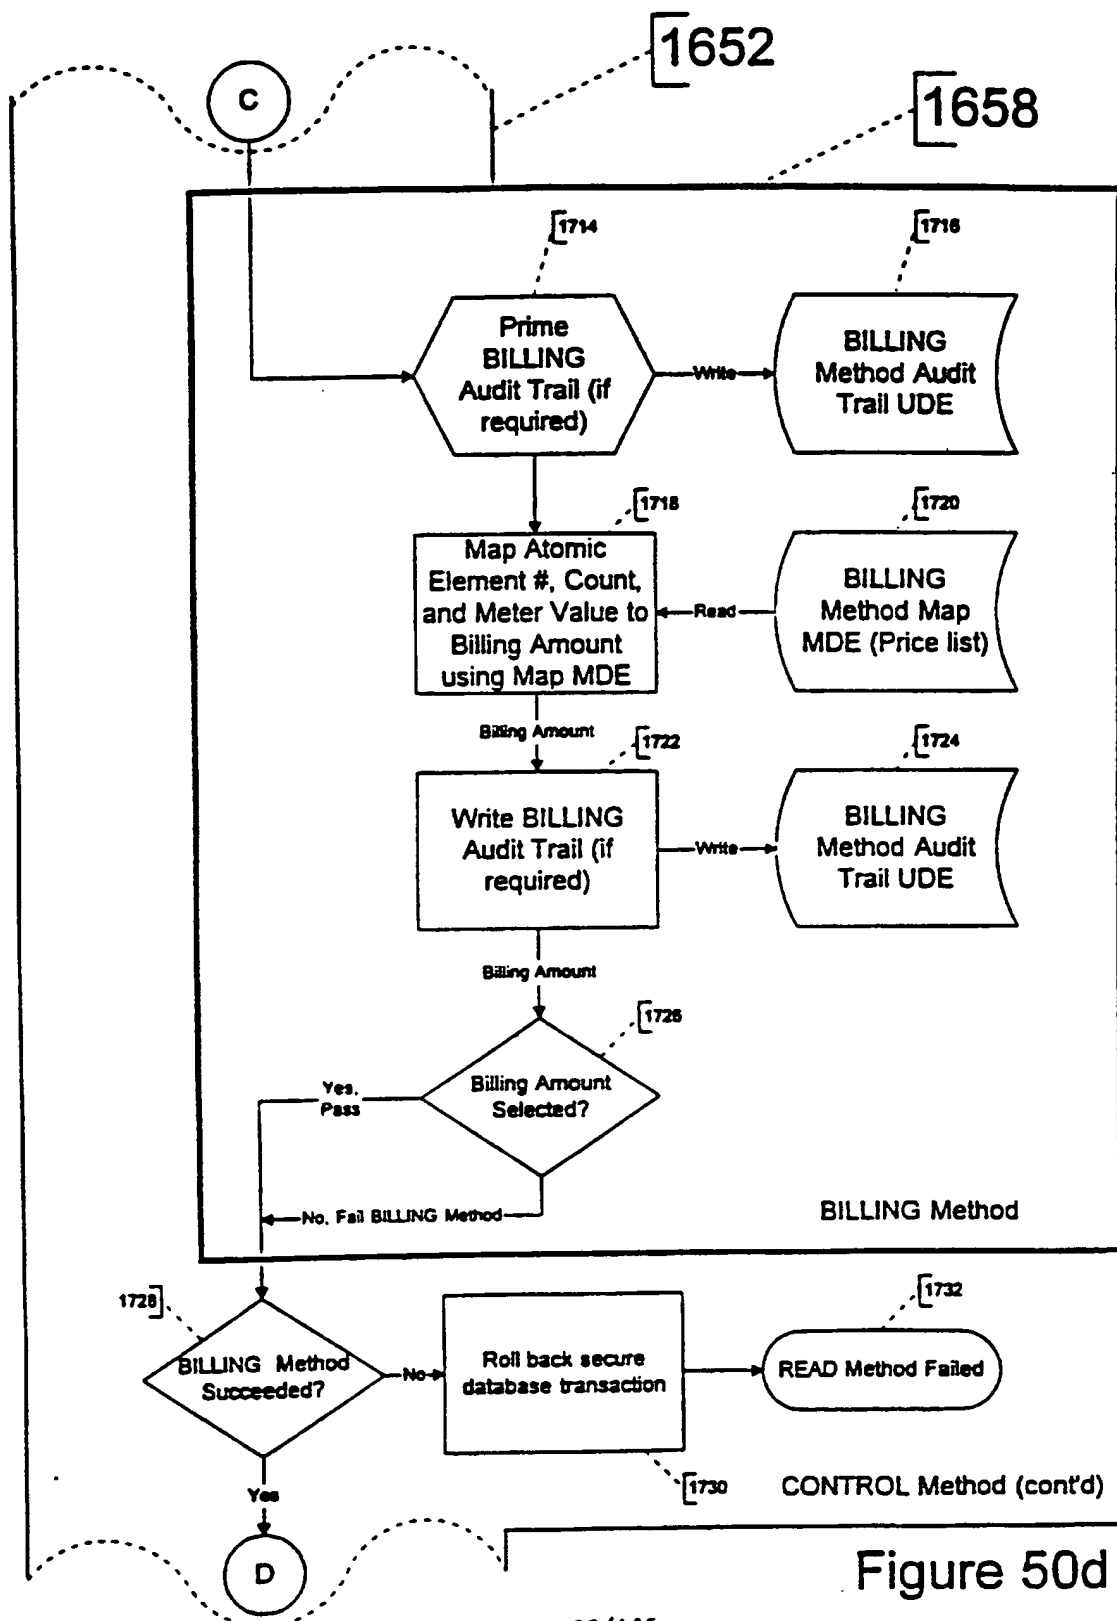 1652
C
1658
1714
1716
Prime
BILLING
Audit Trail (if
required)
Write
BILLING
Method Audit
Trail UDE
1718
1720
Map Atomic
Element #, Count,
and Meter Value to
Billing Amount
using Map MDE
Read
BILLING
Method Map
MDE (Price list)
Billing Amount
1722
1724
Write BILLING
Audit Trail (if
required)
Write
BILLING
Method Audit
Trail UDE
Billing Amount
1726
Billing Amount
Selected?
Yes,
Pass
No, Fail BILLING Method
BILLING Method
1728
1732
BILLING Method
Succeeded?
No
Roll back secure
database transaction
READ Method Failed
1730
CONTROL Method (cont'd)
Yes
D
Figure 50d